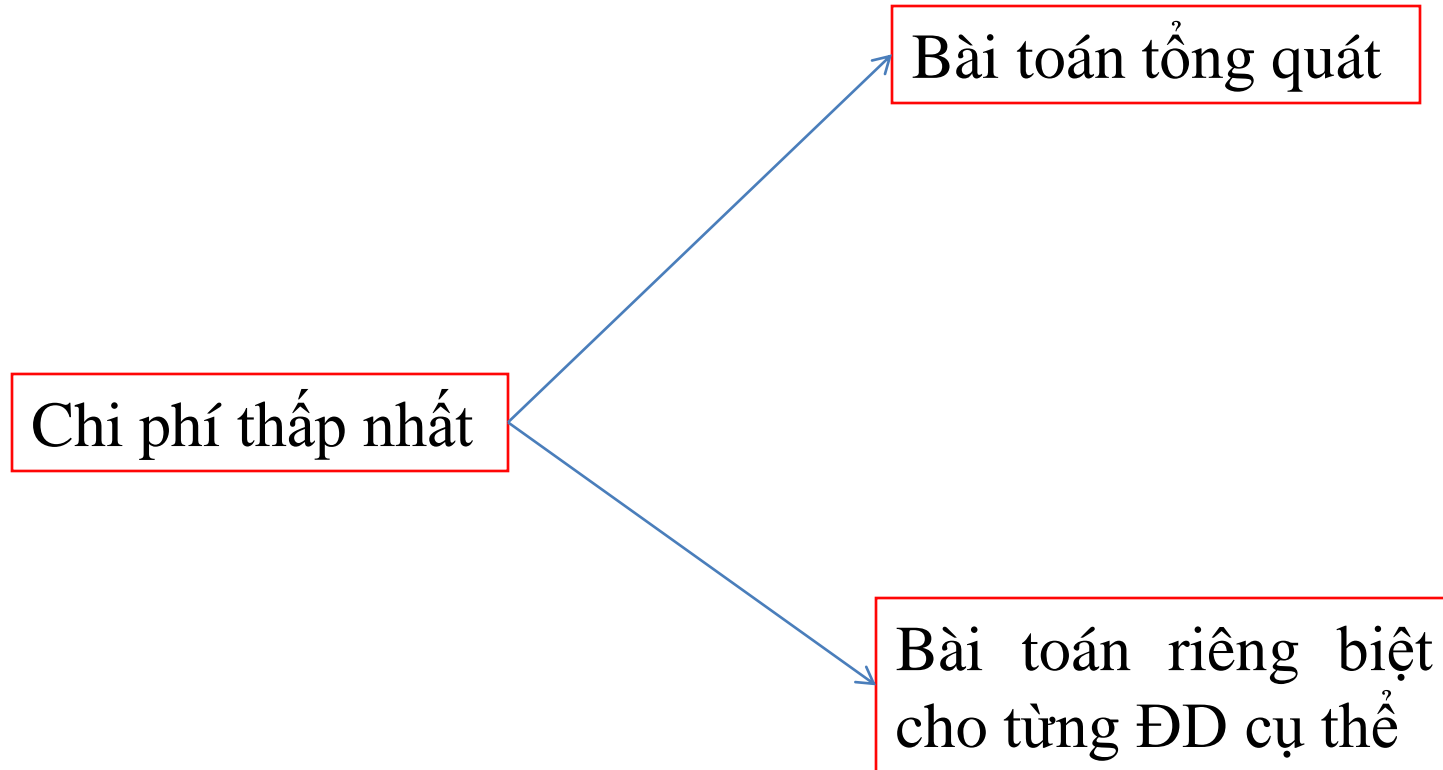 Bài toán tổng quát
Chi phí thấp nhất
Bài toán riêng biệt
cho từng ĐD cụ thể